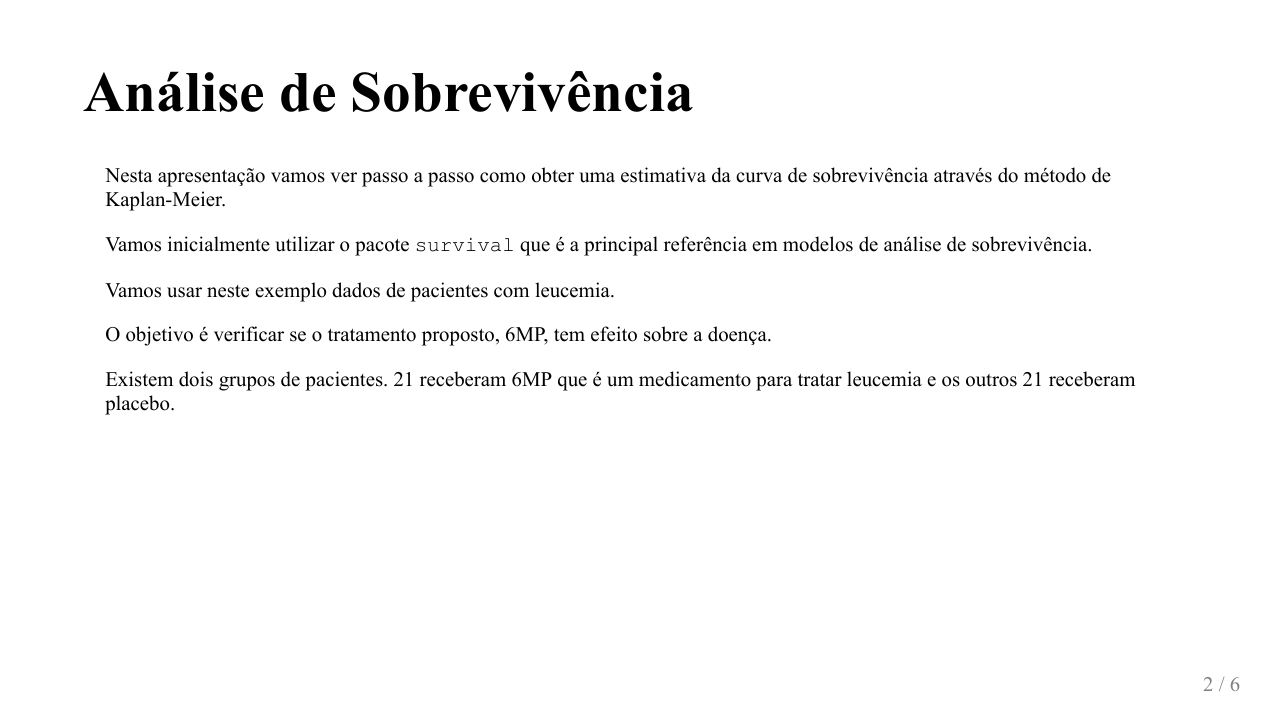 Análise de Sobrevivência
Nesta apresentação vamos ver passo a passo como obter uma estimativa da curva de sobrevivência através do método de
Kaplan-Meier.
Vamos inicialmente utilizar o pacote survival que é a principal referência em modelos de análise de sobrevivência.
Vamos usar neste exemplo dados de pacientes com leucemia.
O objetivo é verificar se o tratamento proposto, 6MP, tem efeito sobre a doença.
Existem dois grupos de pacientes. 21 receberam 6MP que é um medicamento para tratar leucemia e os outros 21 receberam
placebo.
2 / 6